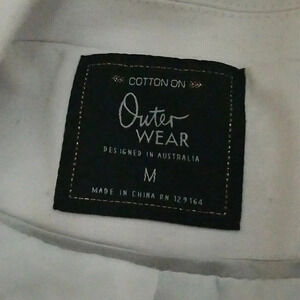 COTTON ON
Outer
WEAR
DESIGNED IN AUSTRALIA
M
MADE IN CHINA RN 129164